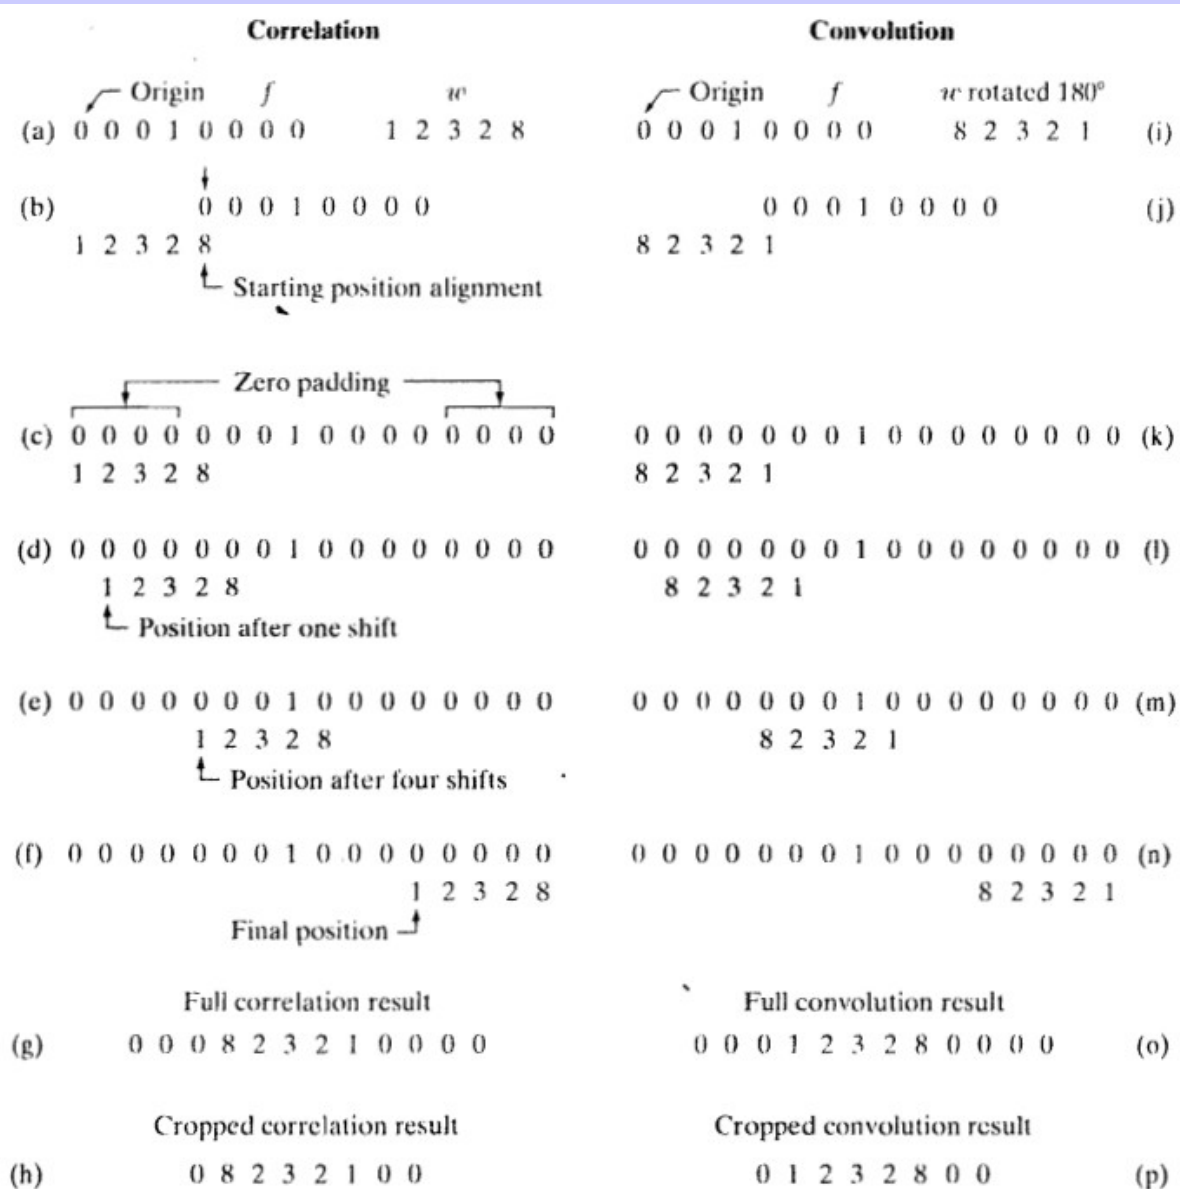 Correlation Convolution
Origin f w Origin f w rotated 180°
(a) 0 0 0 1 0 0 0 0 1 2 3 2 8 0 0 0 1 0 0 0 0 8 2 3 2 1 (i)
(b) 0 0 0 1 0 0 0 0 0 0 0 1 0 0 0 0 (j)
1 2 3 2 8 8 2 3 2 1
Starting position alignment
Zero padding
(c) 0 0 0 0 0 0 0 1 0 0 0 0 0 0 0 0 0 0 0 0 0 0 0 1 0 0 0 0 0 0 0 0 (k)
1 2 3 2 8 8 2 3 2 1
(d) 0 0 0 0 0 0 0 1 0 0 0 0 0 0 0 0 0 0 0 0 0 0 0 1 0 0 0 0 0 0 0 0 (l)
1 2 3 2 8 8 2 3 2 1
Position after one shift
(e) 0 0 0 0 0 0 0 1 0 0 0 0 0 0 0 0 0 0 0 0 0 0 0 1 0 0 0 0 0 0 0 0 (m)
1 2 3 2 8 8 2 3 2 1
Position after four shifts
(f) 0 0 0 0 0 0 0 1 0 0 0 0 0 0 0 0 0 0 0 0 0 0 0 1 0 0 0 0 0 0 0 0 (n)
1 2 3 2 8 8 2 3 2 1
Final position
Full correlation result Full convolution result
(g) 0 0 0 8 2 3 2 1 0 0 0 0 0 0 0 1 2 3 2 8 0 0 0 0 (o)
Cropped correlation result Cropped convolution result
(h) 0 8 2 3 2 1 0 0 0 1 2 3 2 8 0 0 (p)